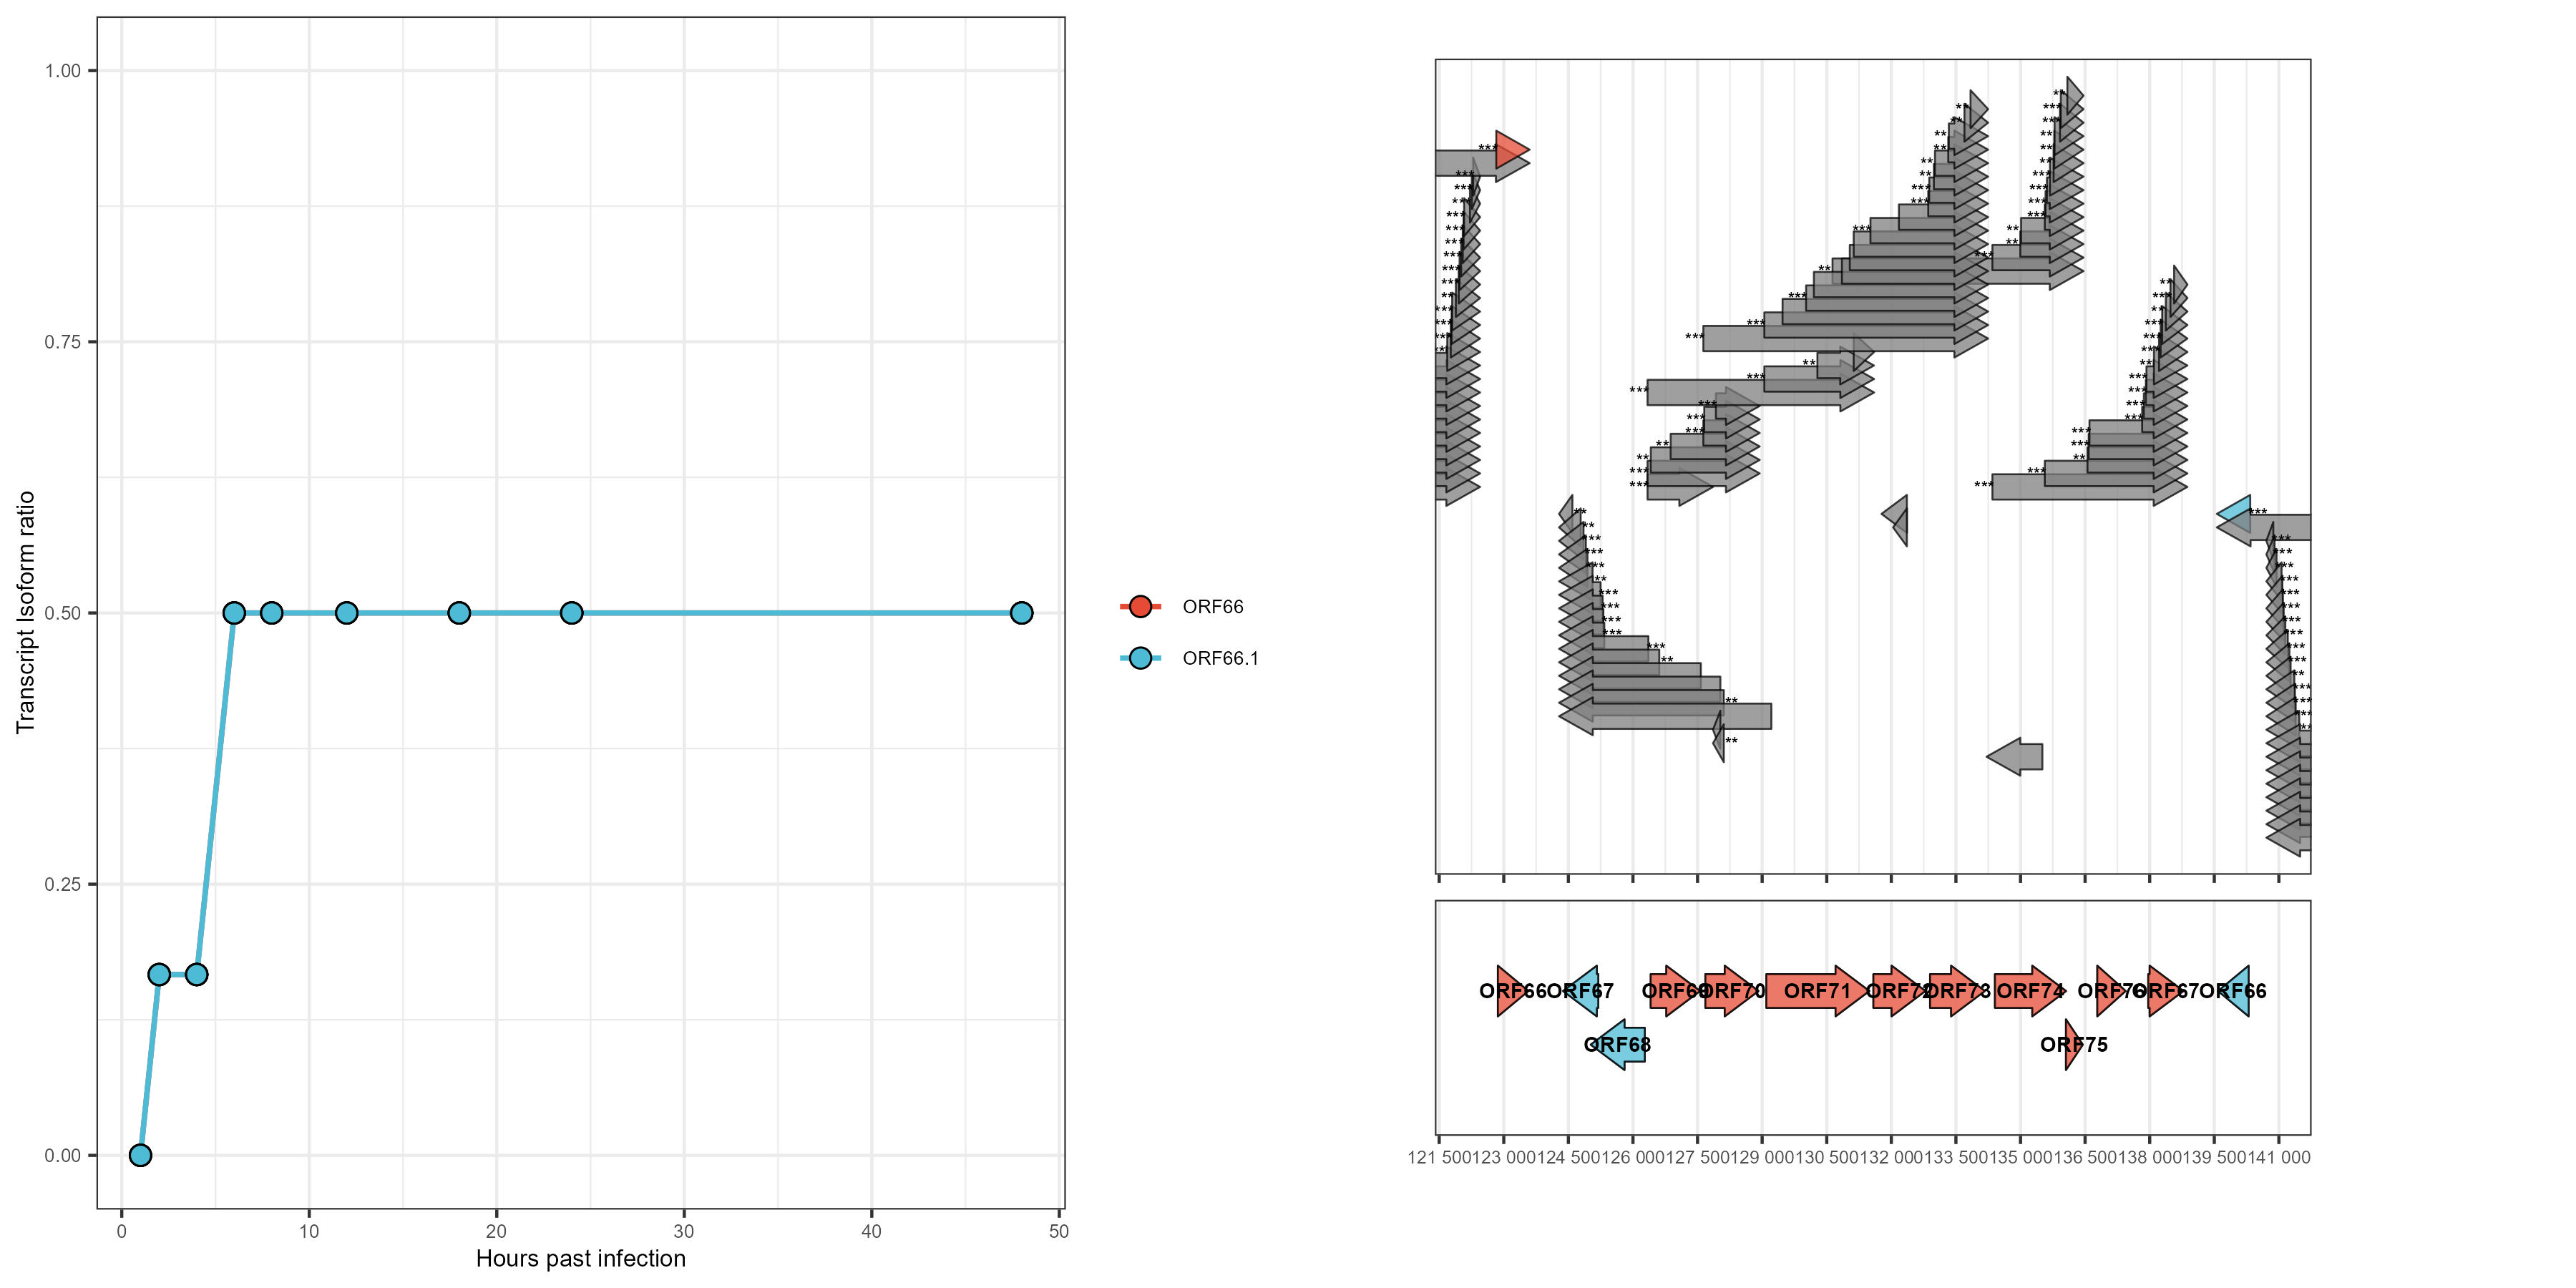 1.00
0.75
0.50
0.25
0.00
Transcript Isoform ratio
0 10 20 30 40 50
Hours past infection
ORF66
ORF66.1
ORF66 ORF67 ORF69 ORF70 ORF71 ORF72 ORF73 ORF74 ORF76 ORF67 ORF66
ORF68 ORF75
121 500 123 000 124 500 126 000 127 500 129 000 130 500 132 000 133 500 135 000 136 500 138 000 139 500 141 000